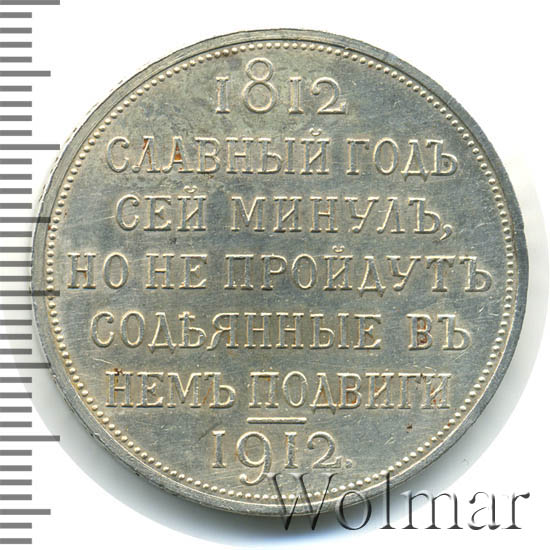 1812
СЛАВНЫЙ ГОДЪ
СЕЙ МИНУЛЪ,
НО НЕ ПРОЙДУТЪ
СОДѢЯННЫЕ ВЪ
НЕМЪ ПОДВИГИ
1912.
Wolmar